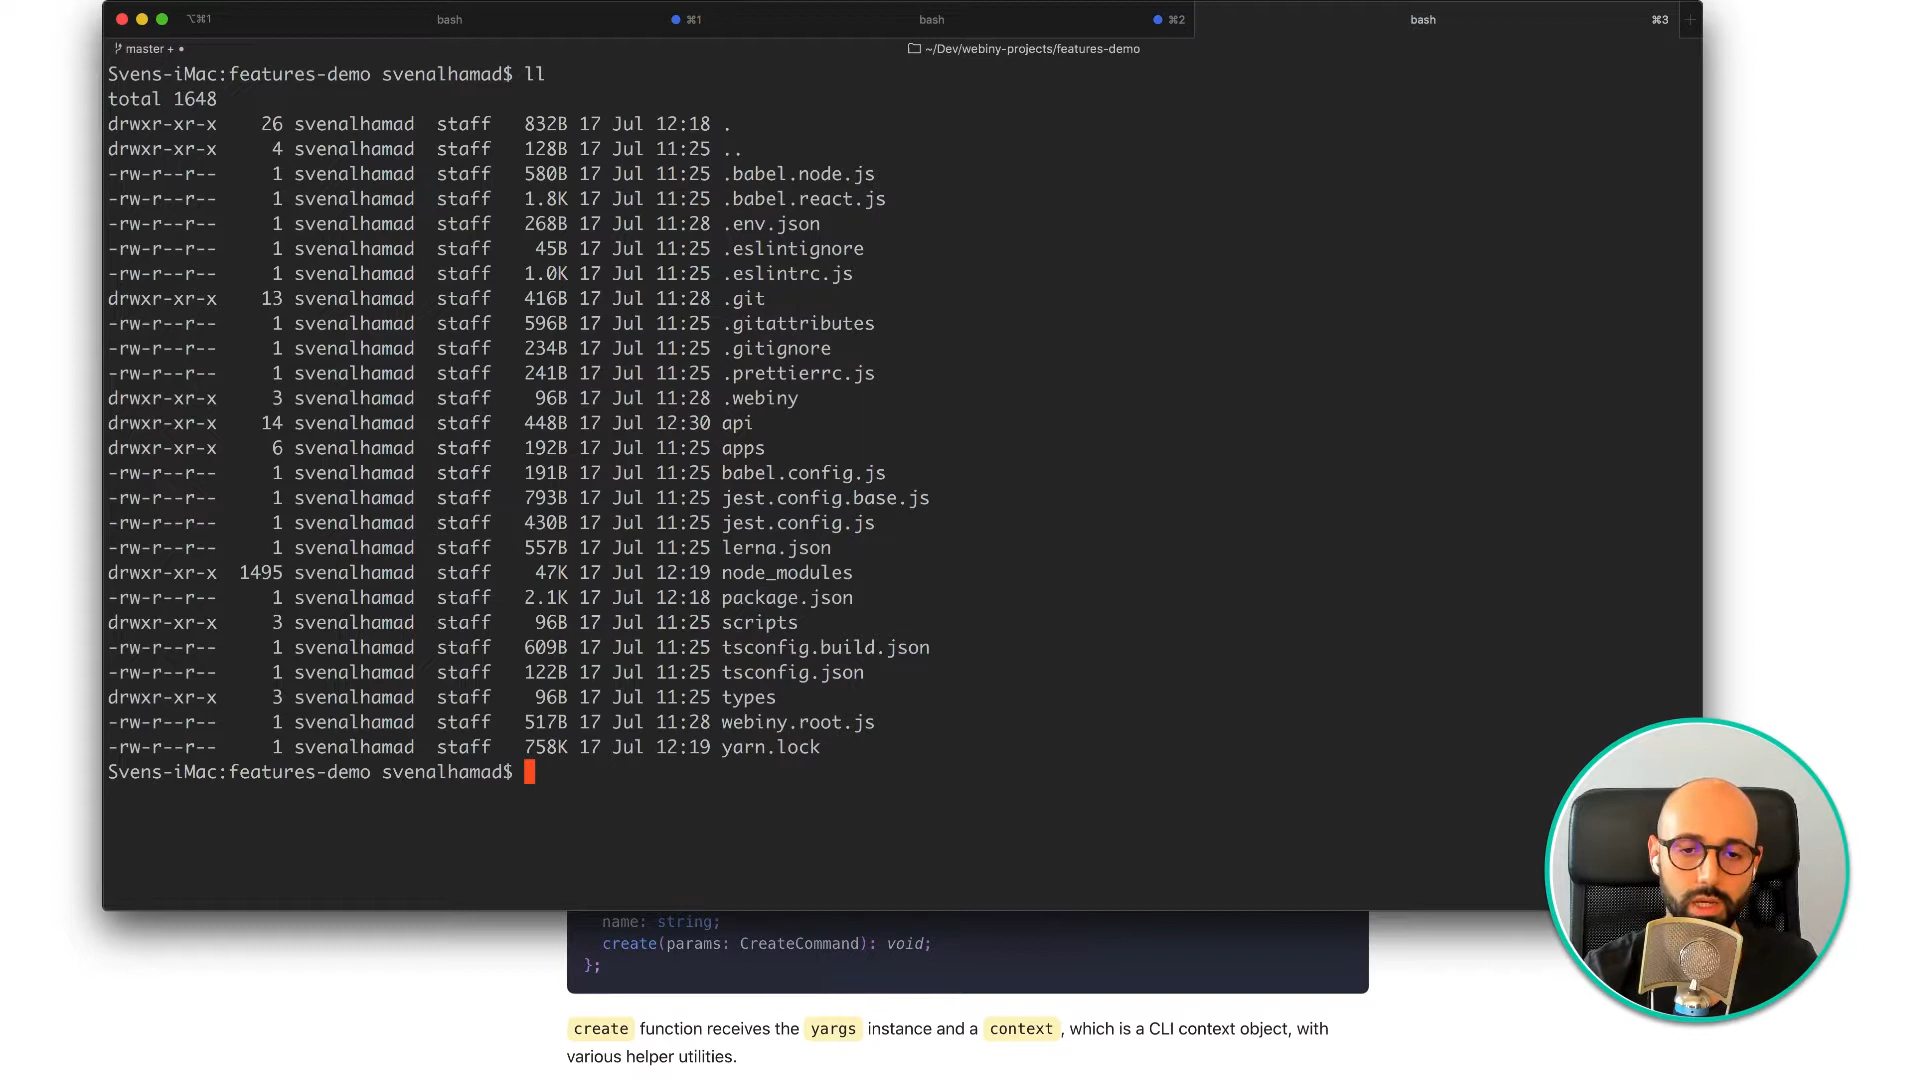 ⌥⌘1 bash ⌘1 bash ⌘2 bash ⌘3
master + • ~/Dev/webiny-projects/features-demo
Svens-iMac:features-demo svenalhamad$ ll
total 1648
drwxr-xr-x 26 svenalhamad staff 832B 17 Jul 12:18 .
drwxr-xr-x 4 svenalhamad staff 128B 17 Jul 11:25 ..
-rw-r--r-- 1 svenalhamad staff 580B 17 Jul 11:25 .babel.node.js
-rw-r--r-- 1 svenalhamad staff 1.8K 17 Jul 11:25 .babel.react.js
-rw-r--r-- 1 svenalhamad staff 268B 17 Jul 11:28 .env.json
-rw-r--r-- 1 svenalhamad staff 45B 17 Jul 11:25 .eslintignore
-rw-r--r-- 1 svenalhamad staff 1.0K 17 Jul 11:25 .eslintrc.js
drwxr-xr-x 13 svenalhamad staff 416B 17 Jul 11:28 .git
-rw-r--r-- 1 svenalhamad staff 596B 17 Jul 11:25 .gitattributes
-rw-r--r-- 1 svenalhamad staff 234B 17 Jul 11:25 .gitignore
-rw-r--r-- 1 svenalhamad staff 241B 17 Jul 11:25 .prettierrc.js
drwxr-xr-x 3 svenalhamad staff 96B 17 Jul 11:28 .webiny
drwxr-xr-x 14 svenalhamad staff 448B 17 Jul 12:30 api
drwxr-xr-x 6 svenalhamad staff 192B 17 Jul 11:25 apps
-rw-r--r-- 1 svenalhamad staff 191B 17 Jul 11:25 babel.config.js
-rw-r--r-- 1 svenalhamad staff 793B 17 Jul 11:25 jest.config.base.js
-rw-r--r-- 1 svenalhamad staff 430B 17 Jul 11:25 jest.config.js
-rw-r--r-- 1 svenalhamad staff 557B 17 Jul 11:25 lerna.json
drwxr-xr-x 1495 svenalhamad staff 47K 17 Jul 12:19 node_modules
-rw-r--r-- 1 svenalhamad staff 2.1K 17 Jul 12:18 package.json
drwxr-xr-x 3 svenalhamad staff 96B 17 Jul 11:25 scripts
-rw-r--r-- 1 svenalhamad staff 609B 17 Jul 11:25 tsconfig.build.json
-rw-r--r-- 1 svenalhamad staff 122B 17 Jul 11:25 tsconfig.json
drwxr-xr-x 3 svenalhamad staff 96B 17 Jul 11:25 types
-rw-r--r-- 1 svenalhamad staff 517B 17 Jul 11:28 webiny.root.js
-rw-r--r-- 1 svenalhamad staff 758K 17 Jul 12:19 yarn.lock
Svens-iMac:features-demo svenalhamad$
name: string;
create(params: CreateCommand): void;
};
create function receives the yargs instance and a context, which is a CLI context object, with
various helper utilities.